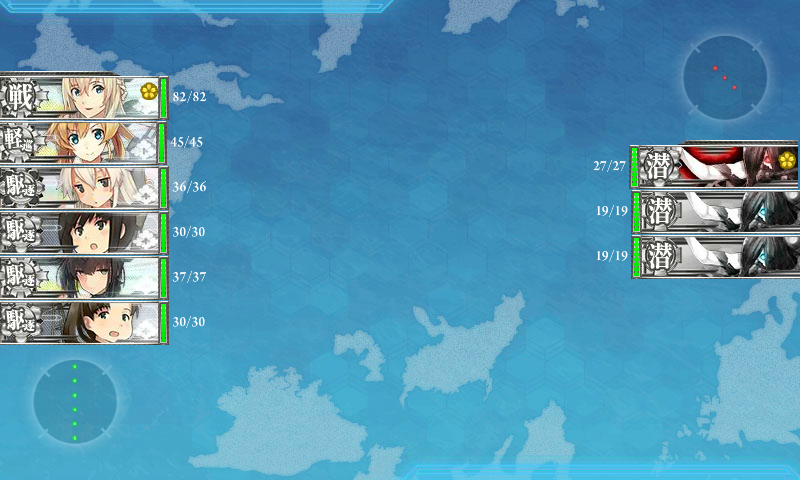 戦
82/82
軽巡
45/45
駆逐
36/36
駆逐
30/30
駆逐
37/37
駆逐
30/30
潜
27/27
潜
19/19
潜
19/19